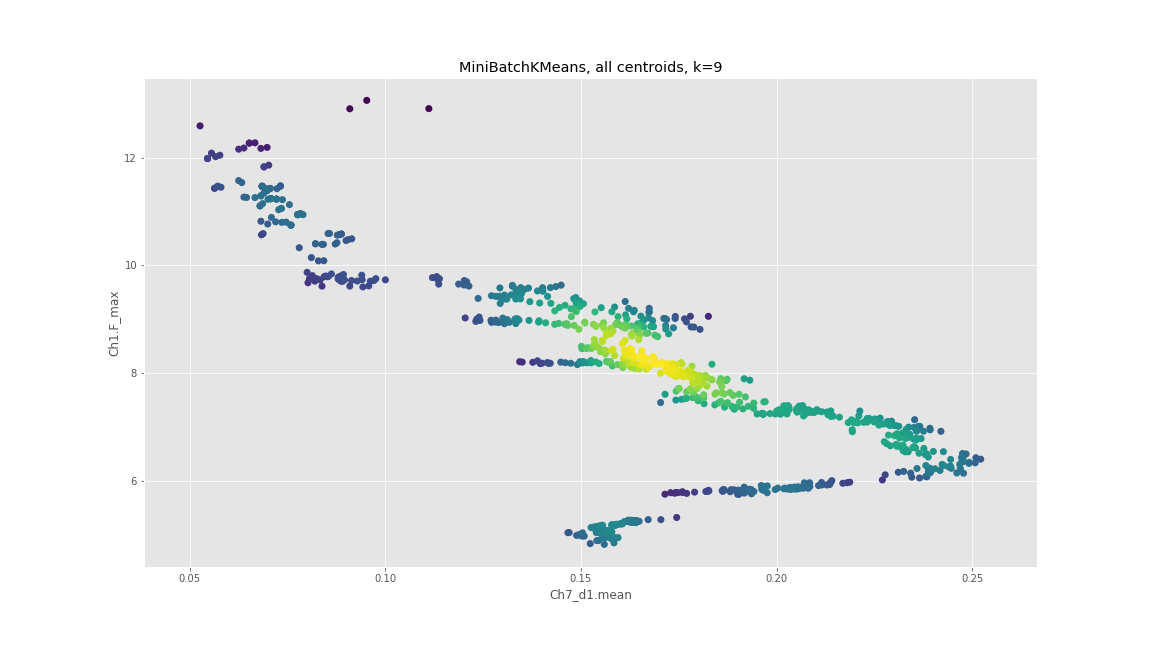 MiniBatchKMeans, all centroids, k=9
12
10
8
6
Ch1.F_max
0.05 0.10 0.15 0.20 0.25
Ch7_d1.mean